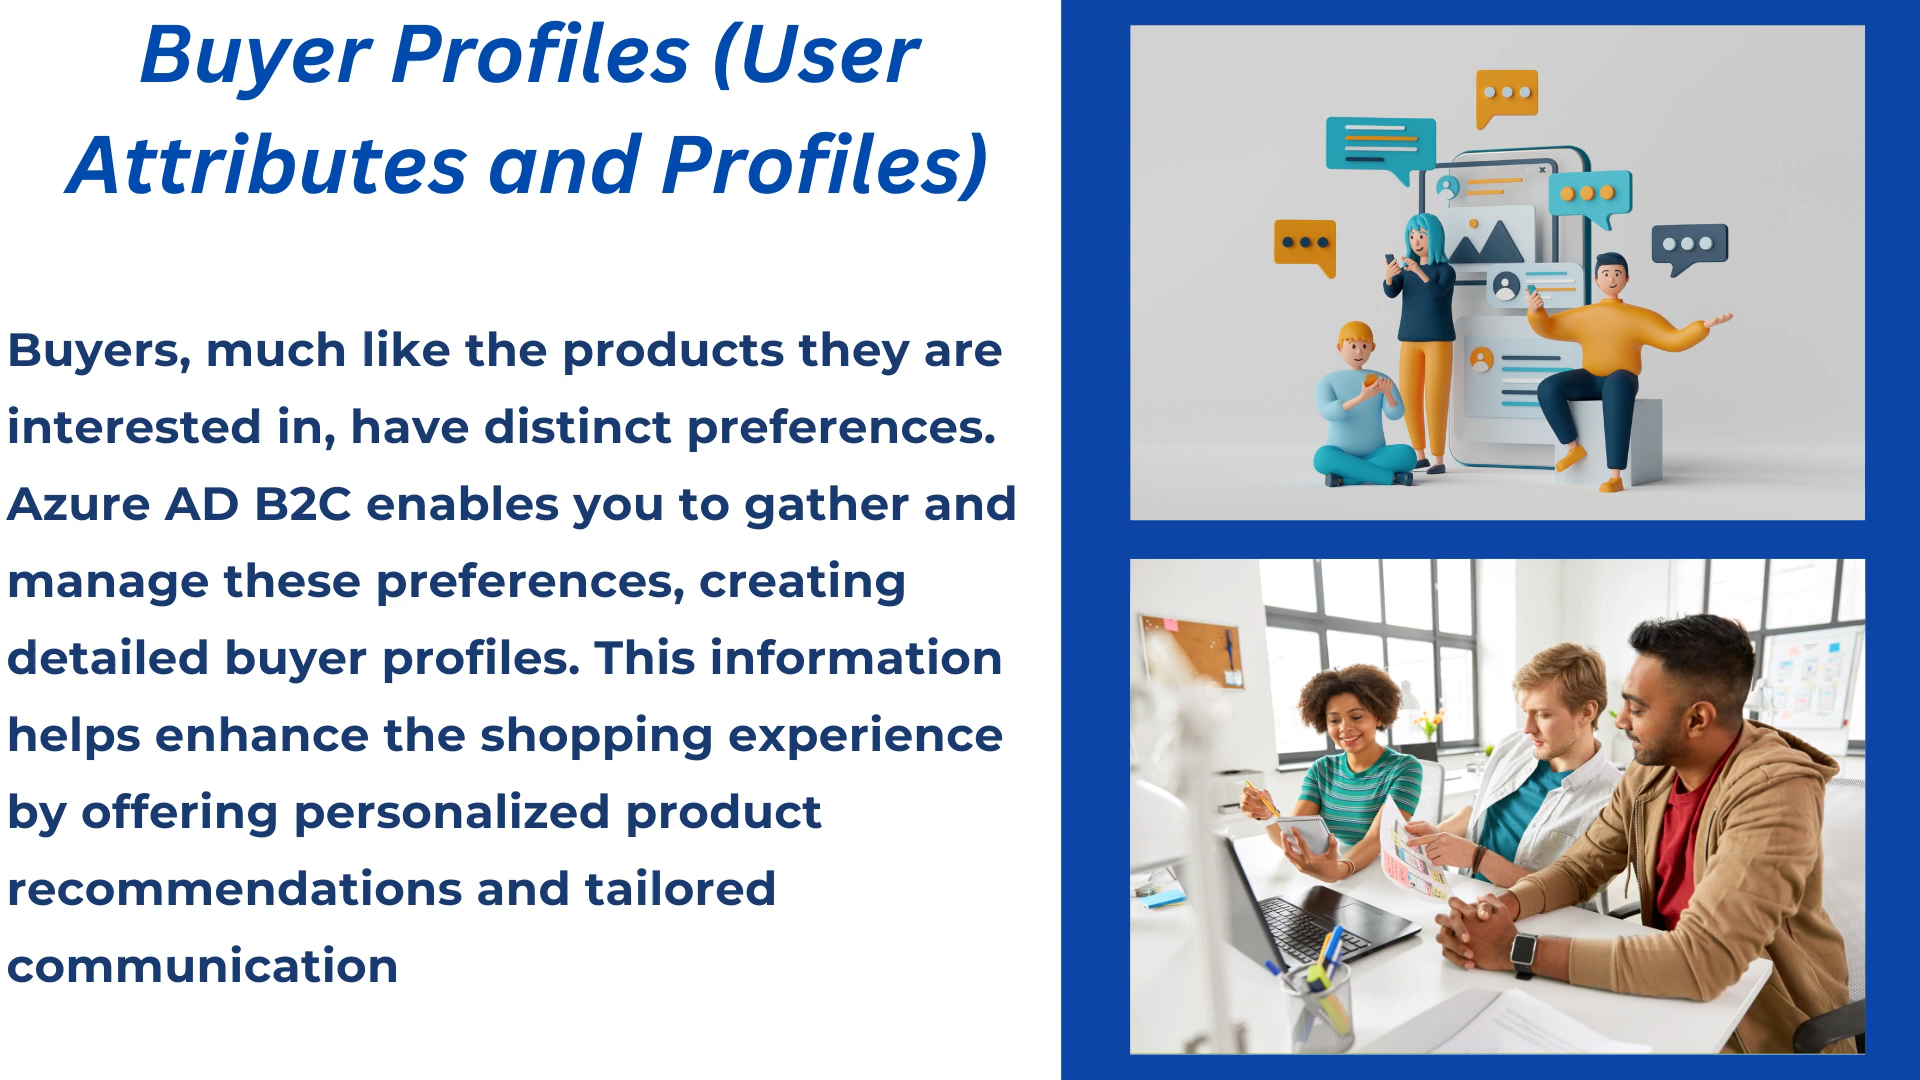 Buyer Profiles (User
Attributes and Profiles)
Buyers, much like the products they are
interested in, have distinct preferences.
Azure AD B2C enables you to gather and
manage these preferences, creating
detailed buyer profiles. This information
helps enhance the shopping experience
by offering personalized product
recommendations and tailored
communication